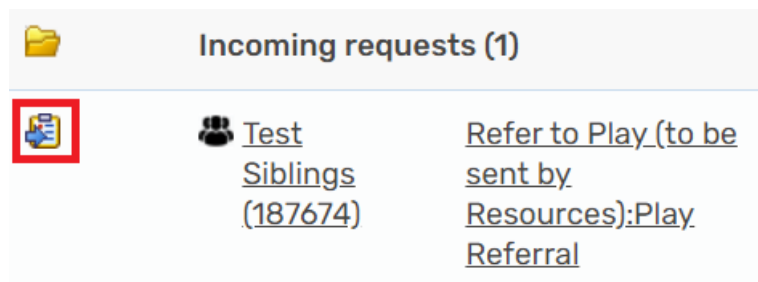 Incoming requests (1)
Test Refer to Play (to be
Siblings sent by
(187674) Resources):Play
Referral